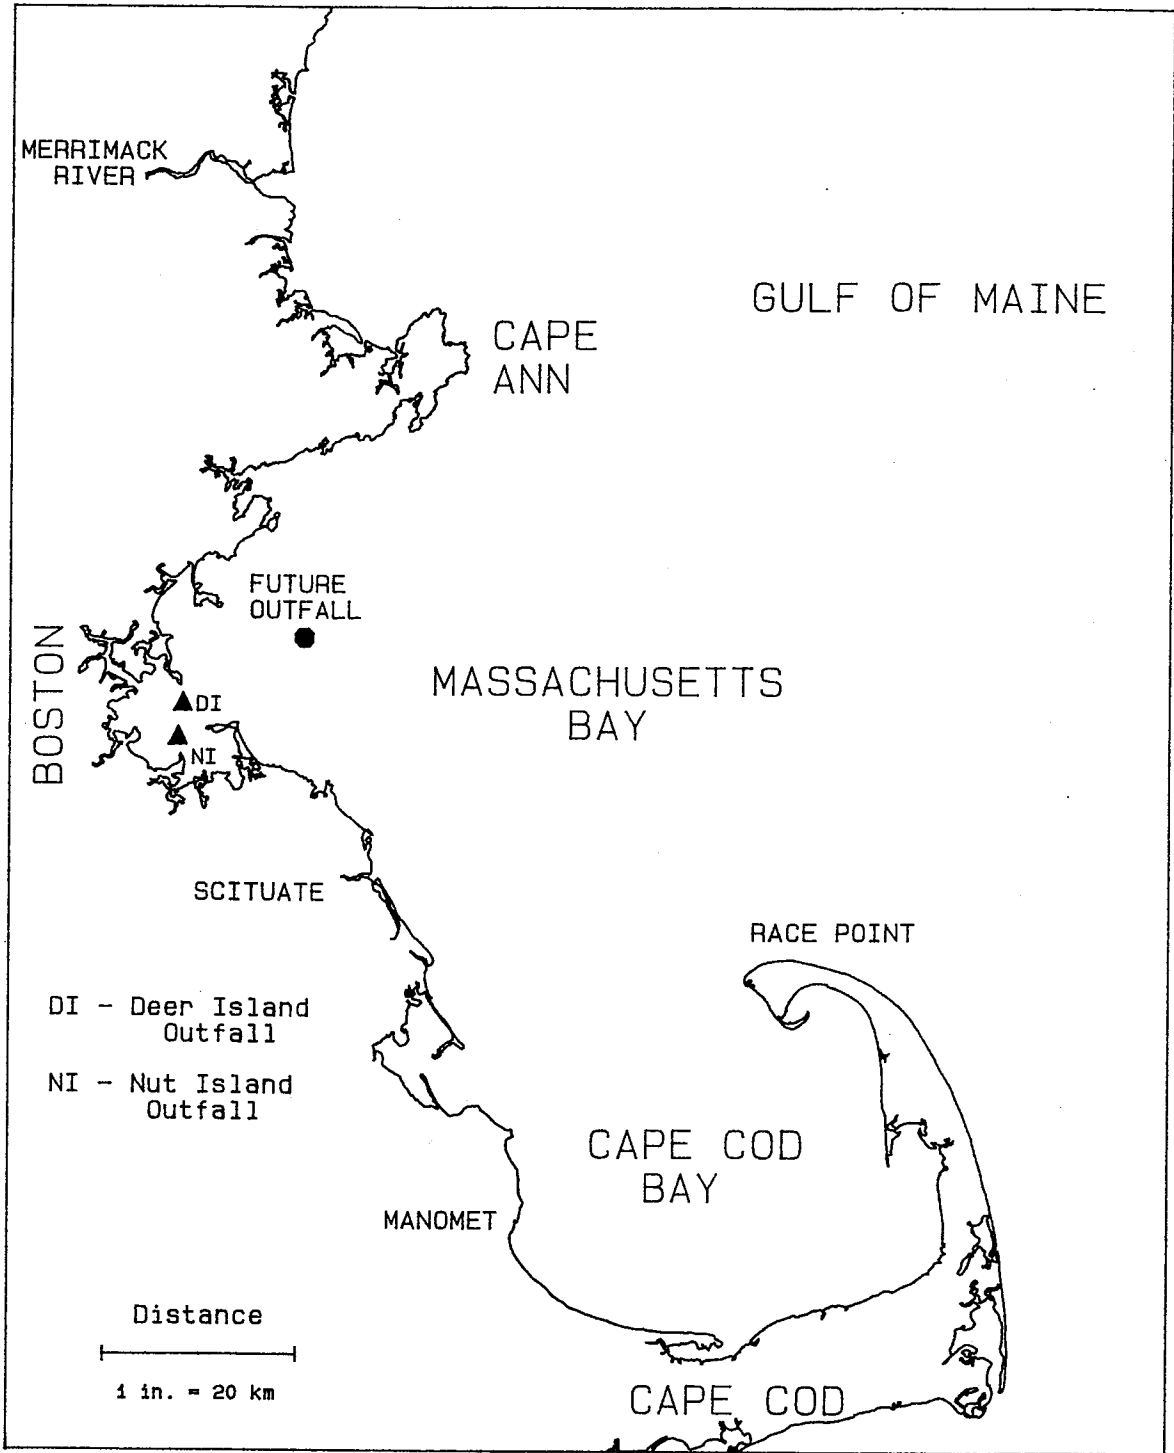 MERRIMACK
RIVER
GULF OF MAINE
CAPE
ANN
FUTURE
OUTFALL
BOSTON
MASSACHUSETTS
BAY
DI
NI
SCITUATE
RACE POINT
DI - Deer Island
Outfall
NI - Nut Island
Outfall
CAPE COD
BAY
MANOMET
Distance
1 in. = 20 km
CAPE COD